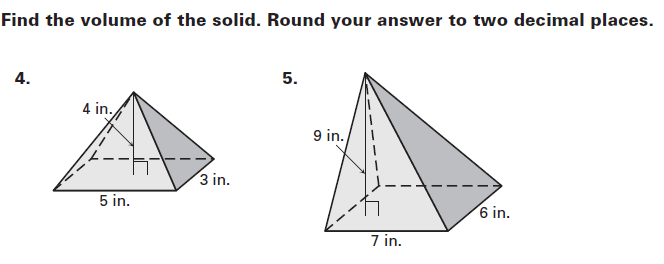 Find the volume of the solid. Round your answer to two decimal places.
4.
4 in.
3 in.
5 in.
5.
9 in.
6 in.
7 in.